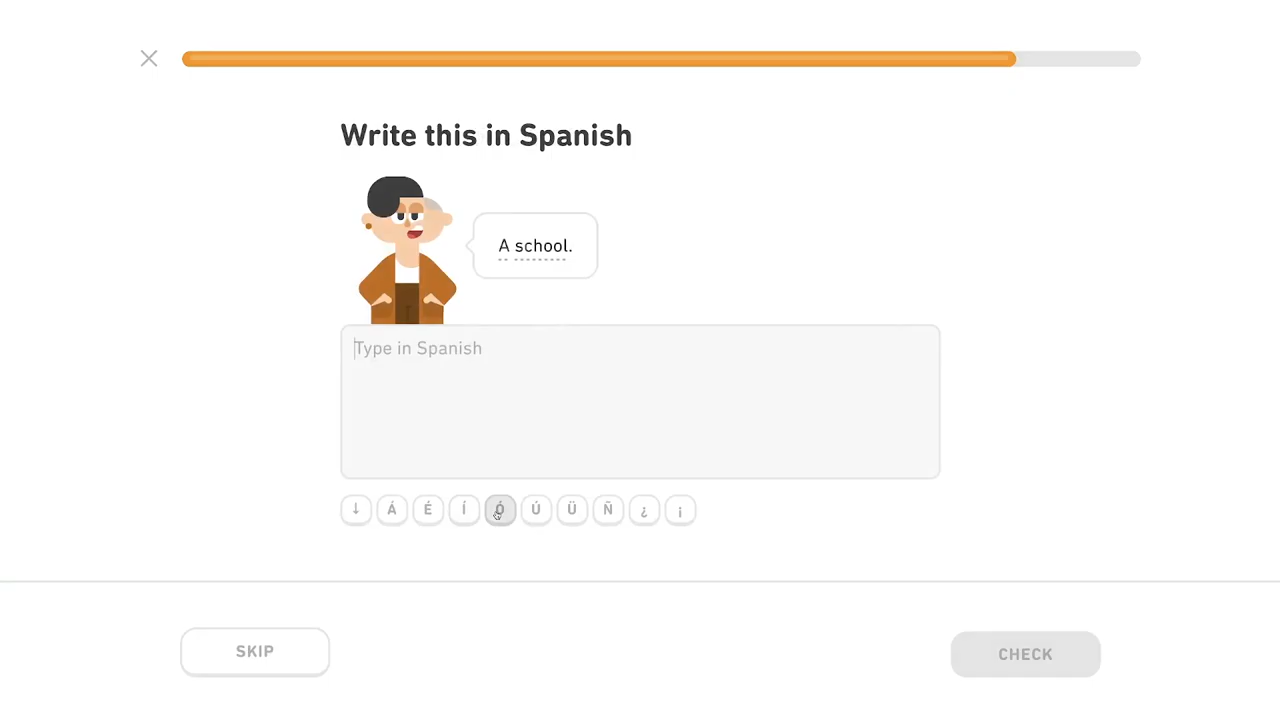 Write this in Spanish
A school.
Type in Spanish
↓ Á É Í Ó Ú Ü Ñ ¿ ¡
SKIP
CHECK